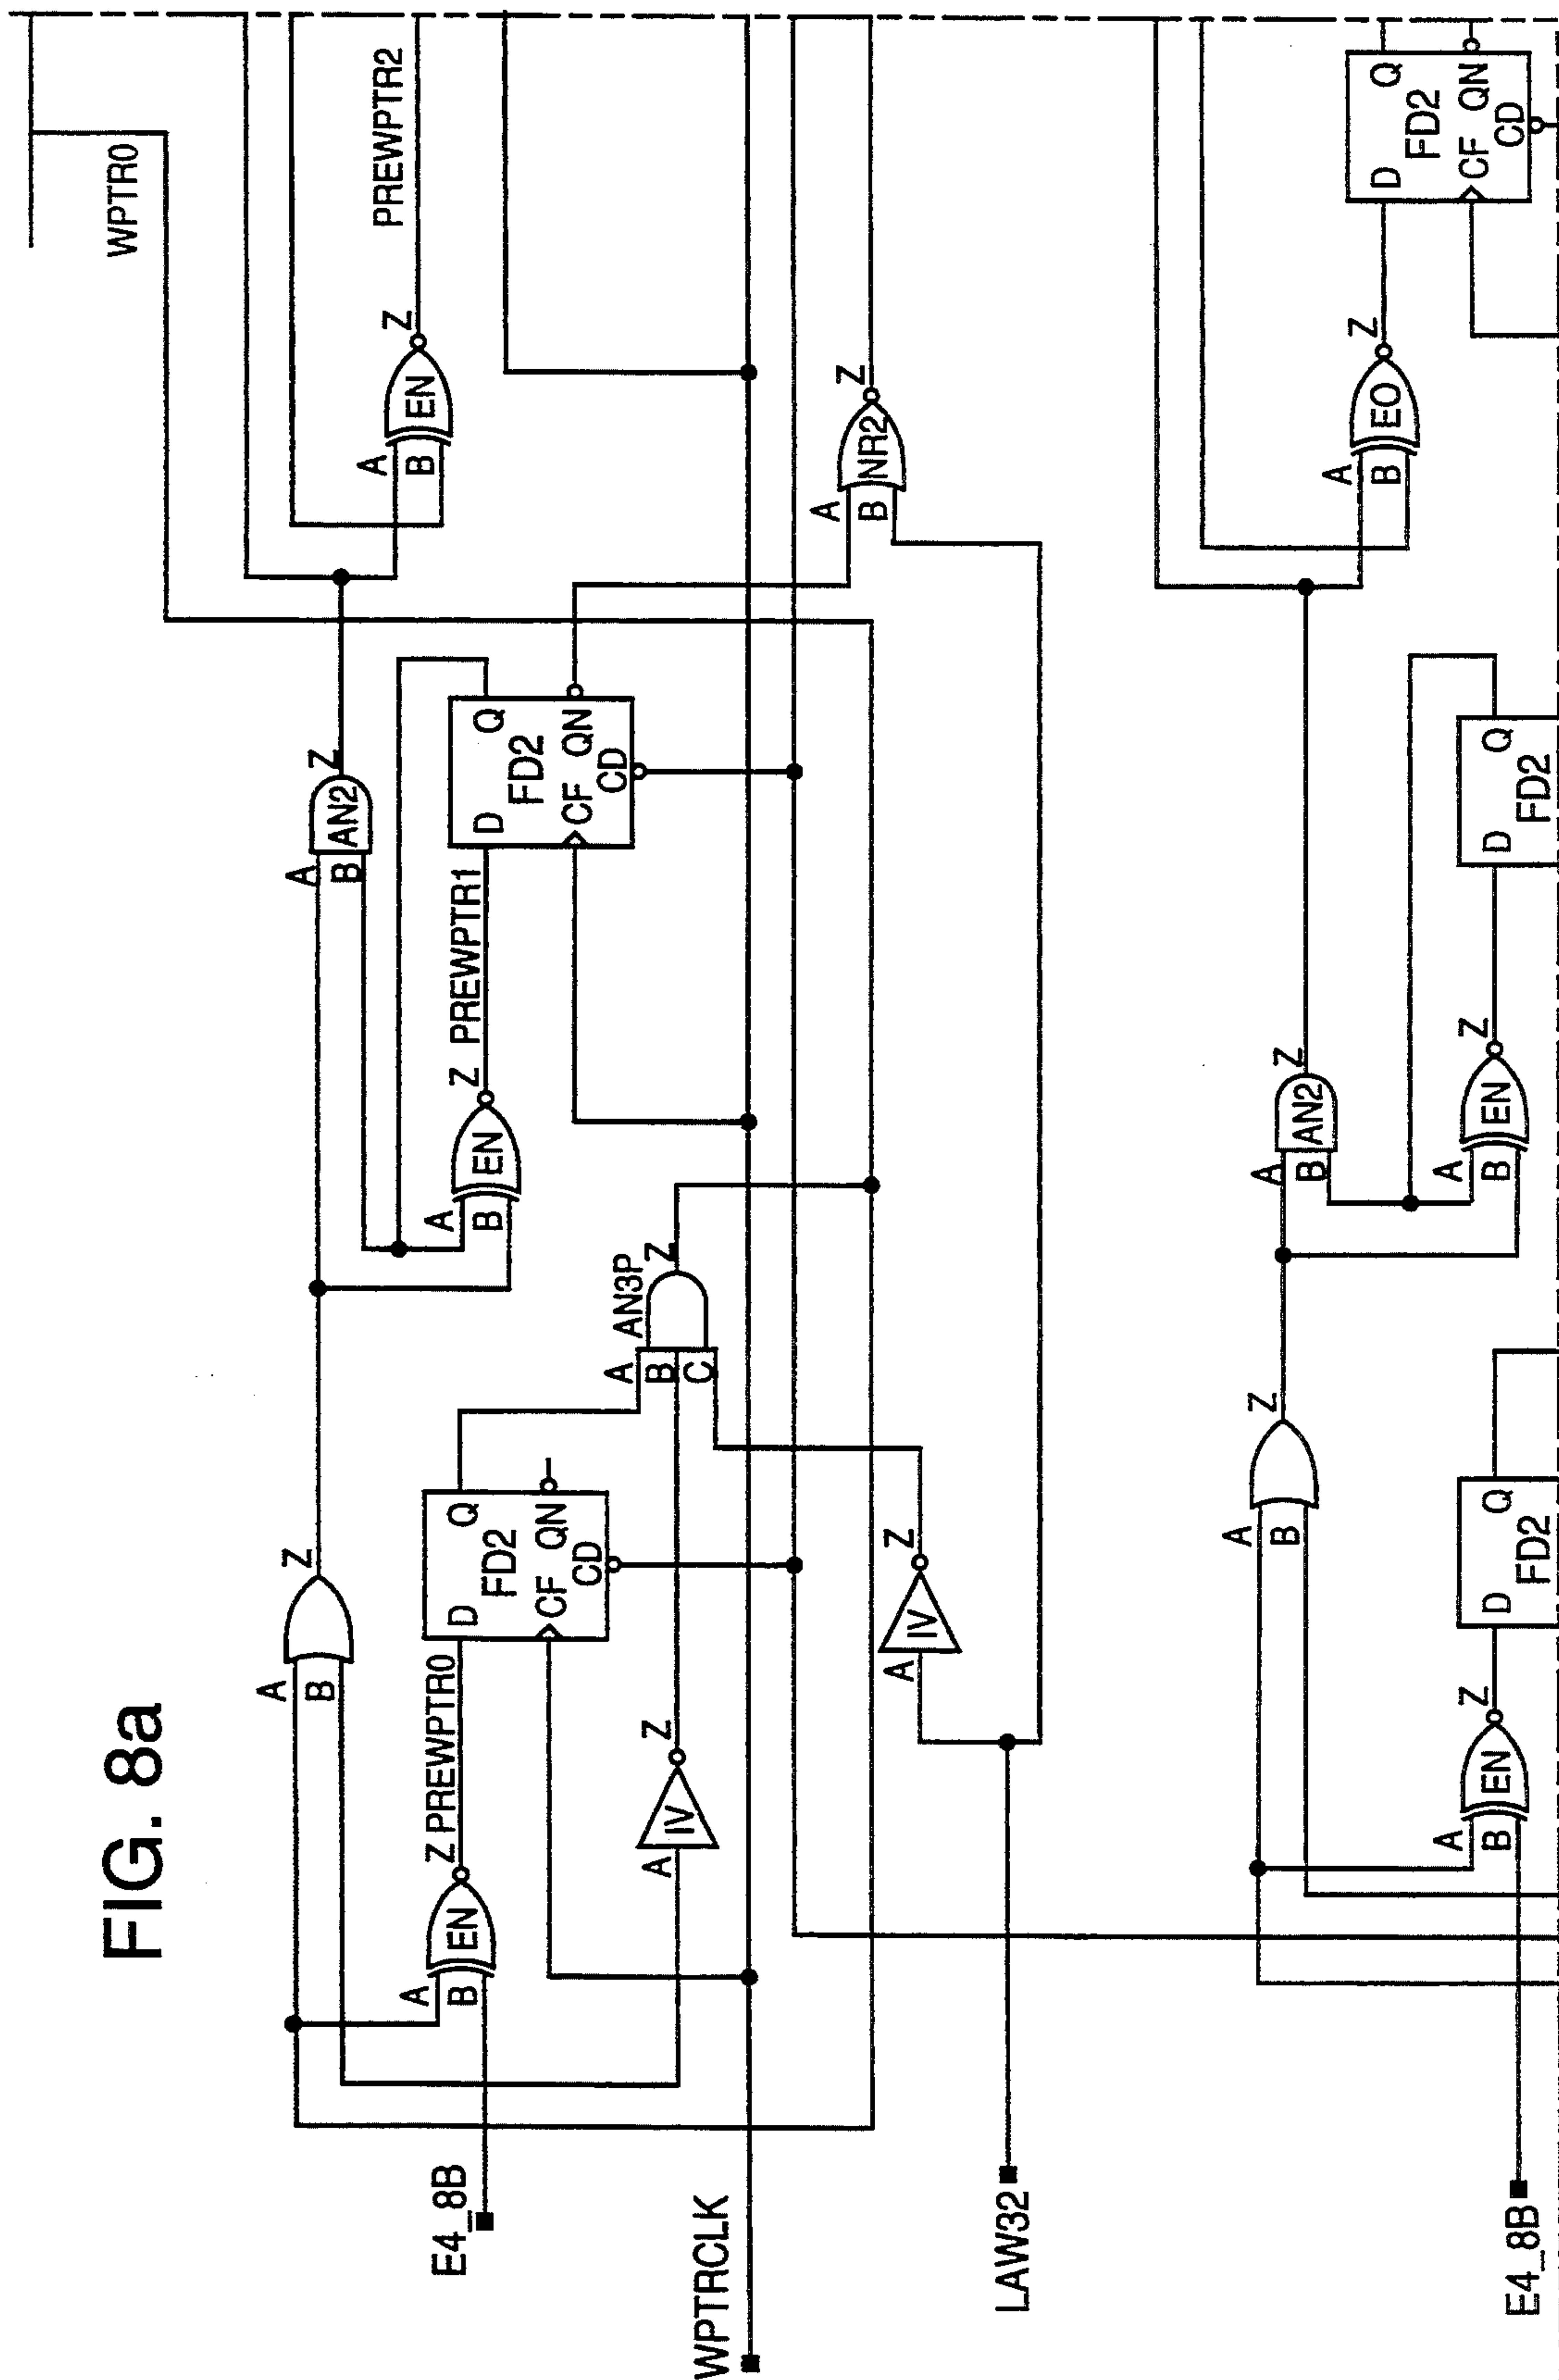 FIG. 8a
WPTR0
PREWPTR2
Z
EN
A
B
Z
AN2
A
B
Z
A
B
Q
D
FD2
QN
CF
CD
PREWPTR1
Z
EN
A
B
Z
NR2
A
B
AN3P
Z
A
B
C
Q
D
FD2
QN
CF
CD
Z PREWPTR0
EN
A
B
Z
IV
A
Z
IV
A
E4_8B
WPTRCLK
LAW32
Q
D
FD2
QN
CF
CD
Z
EO
A
B
Z
AN2
A
B
Q
D
FD2
Z
EN
A
B
Z
A
B
Q
D
FD2
Z
EN
A
B
E4_8B